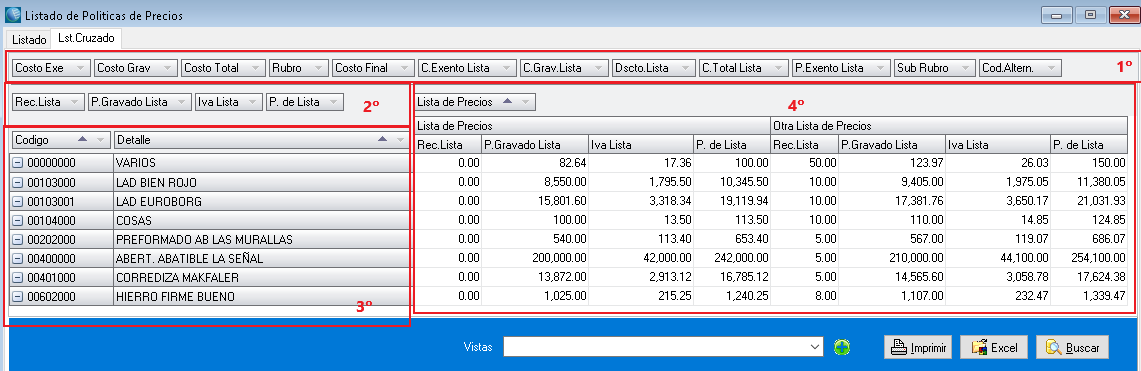 Listado de Politicas de Precios
Listado Lst.Cruzado
Costo Exe Costo Grav Costo Total Rubro Costo Final C.Exento Lista C.Grav.Lista Dscto.Lista C.Total Lista P.Exento Lista Sub Rubro Cod.Altern. 1º
Rec.Lista P.Gravado Lista Iva Lista P. de Lista 2º
Lista de Precios 4º
Lista de Precios Otra Lista de Precios
Codigo Detalle Rec.Lista P.Gravado Lista Iva Lista P. de Lista Rec.Lista P.Gravado Lista Iva Lista P. de Lista
00000000 VARIOS 0.00 82.64 17.36 100.00 50.00 123.97 26.03 150.00
00103000 LAD BIEN ROJO 0.00 8,550.00 1,795.50 10,345.50 10.00 9,405.00 1,975.05 11,380.05
00103001 LAD EUROBORG 0.00 15,801.60 3,318.34 19,119.94 10.00 17,381.76 3,650.17 21,031.93
00104000 COSAS 0.00 100.00 13.50 113.50 10.00 110.00 14.85 124.85
00202000 PREFORMADO AB LAS MURALLAS 0.00 540.00 113.40 653.40 5.00 567.00 119.07 686.07
00400000 ABERT. ABATIBLE LA SEÑAL 0.00 200,000.00 42,000.00 242,000.00 5.00 210,000.00 44,100.00 254,100.00
00401000 CORREDIZA MAKFALER 0.00 13,872.00 2,913.12 16,785.12 5.00 14,565.60 3,058.78 17,624.38
00602000 HIERRO FIRME BUENO 0.00 1,025.00 215.25 1,240.25 8.00 1,107.00 232.47 1,339.47
3º
Vistas Imprimir Excel Buscar